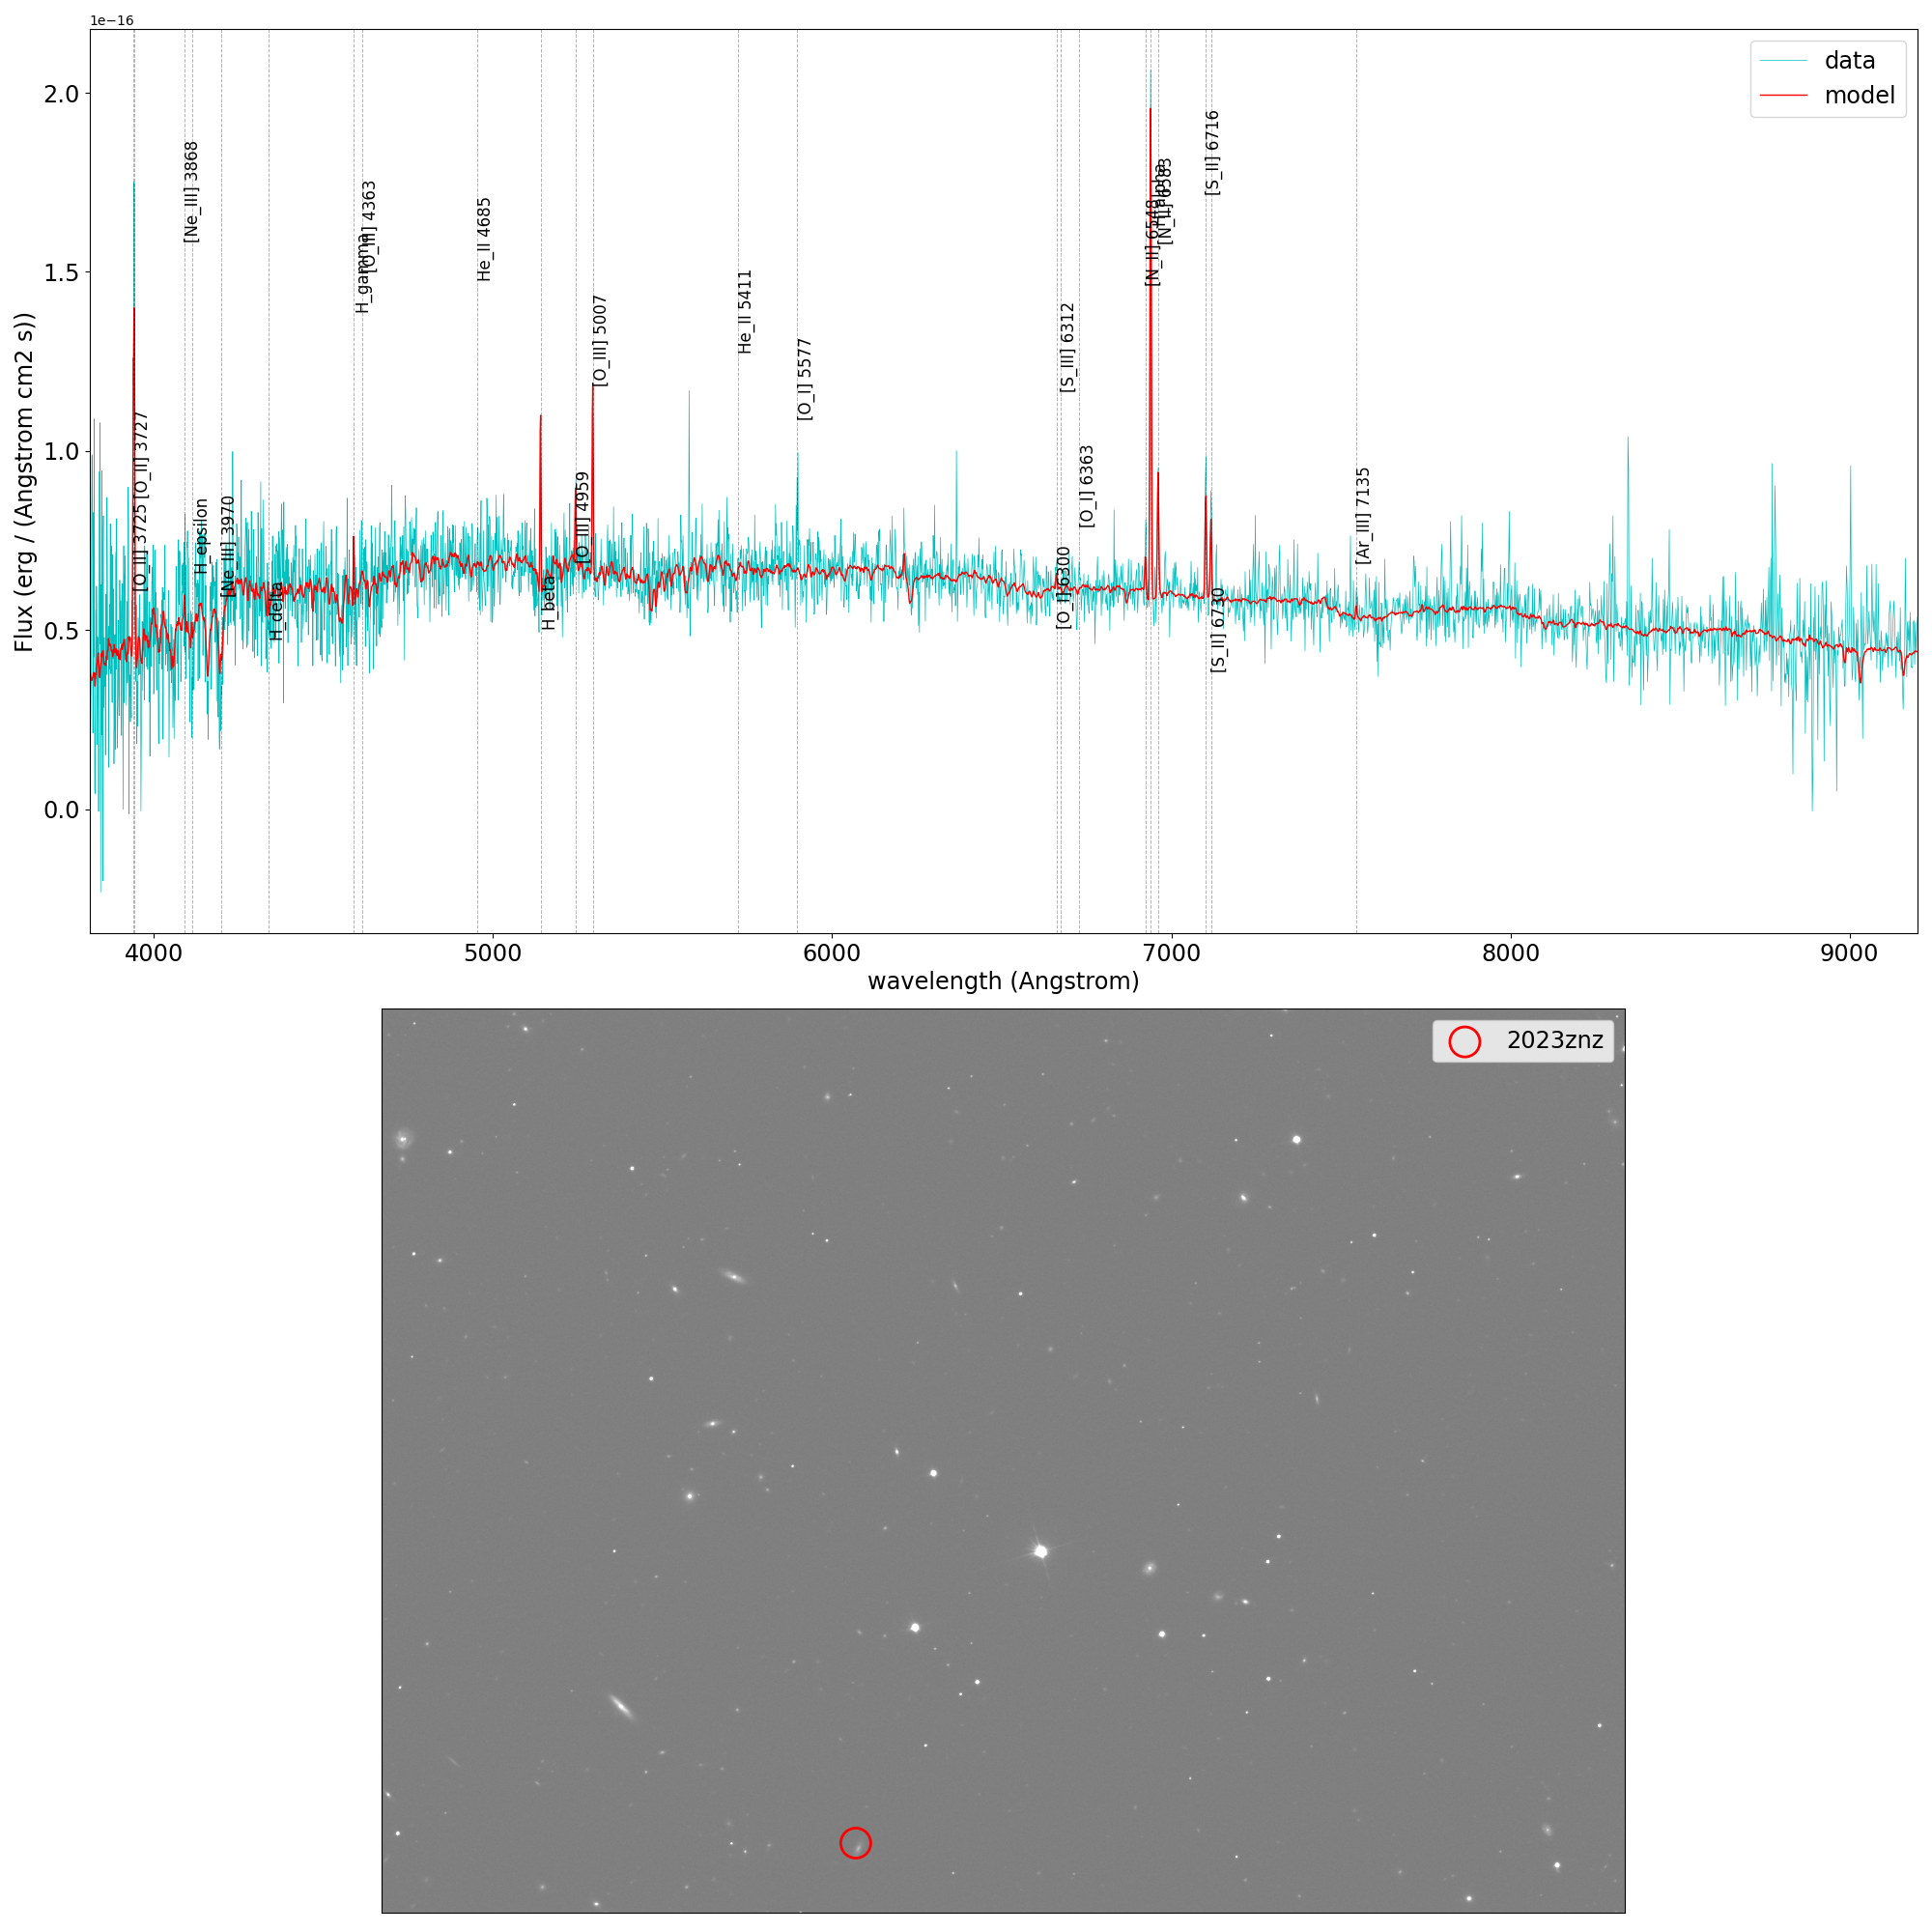 1e−16
Flux (erg / (Angstrom cm2 s))
2.0
1.5
1.0
0.5
0.0
data
model
[O_II] 3725
[O_II] 3727
[Ne_III] 3868
H_epsilon
[Ne_III] 3970
H_delta
H_gamma
[O_III] 4363
He_II 4685
H_beta
[O_III] 4959
[O_III] 5007
He_II 5411
[O_I] 5577
[O_I] 6300
[S_III] 6312
[O_I] 6363
[N_II] 6548
H_alpha
[N_II] 6583
[S_II] 6716
[S_II] 6730
[Ar_III] 7135
4000 5000 6000 7000 8000 9000
wavelength (Angstrom)
2023znz